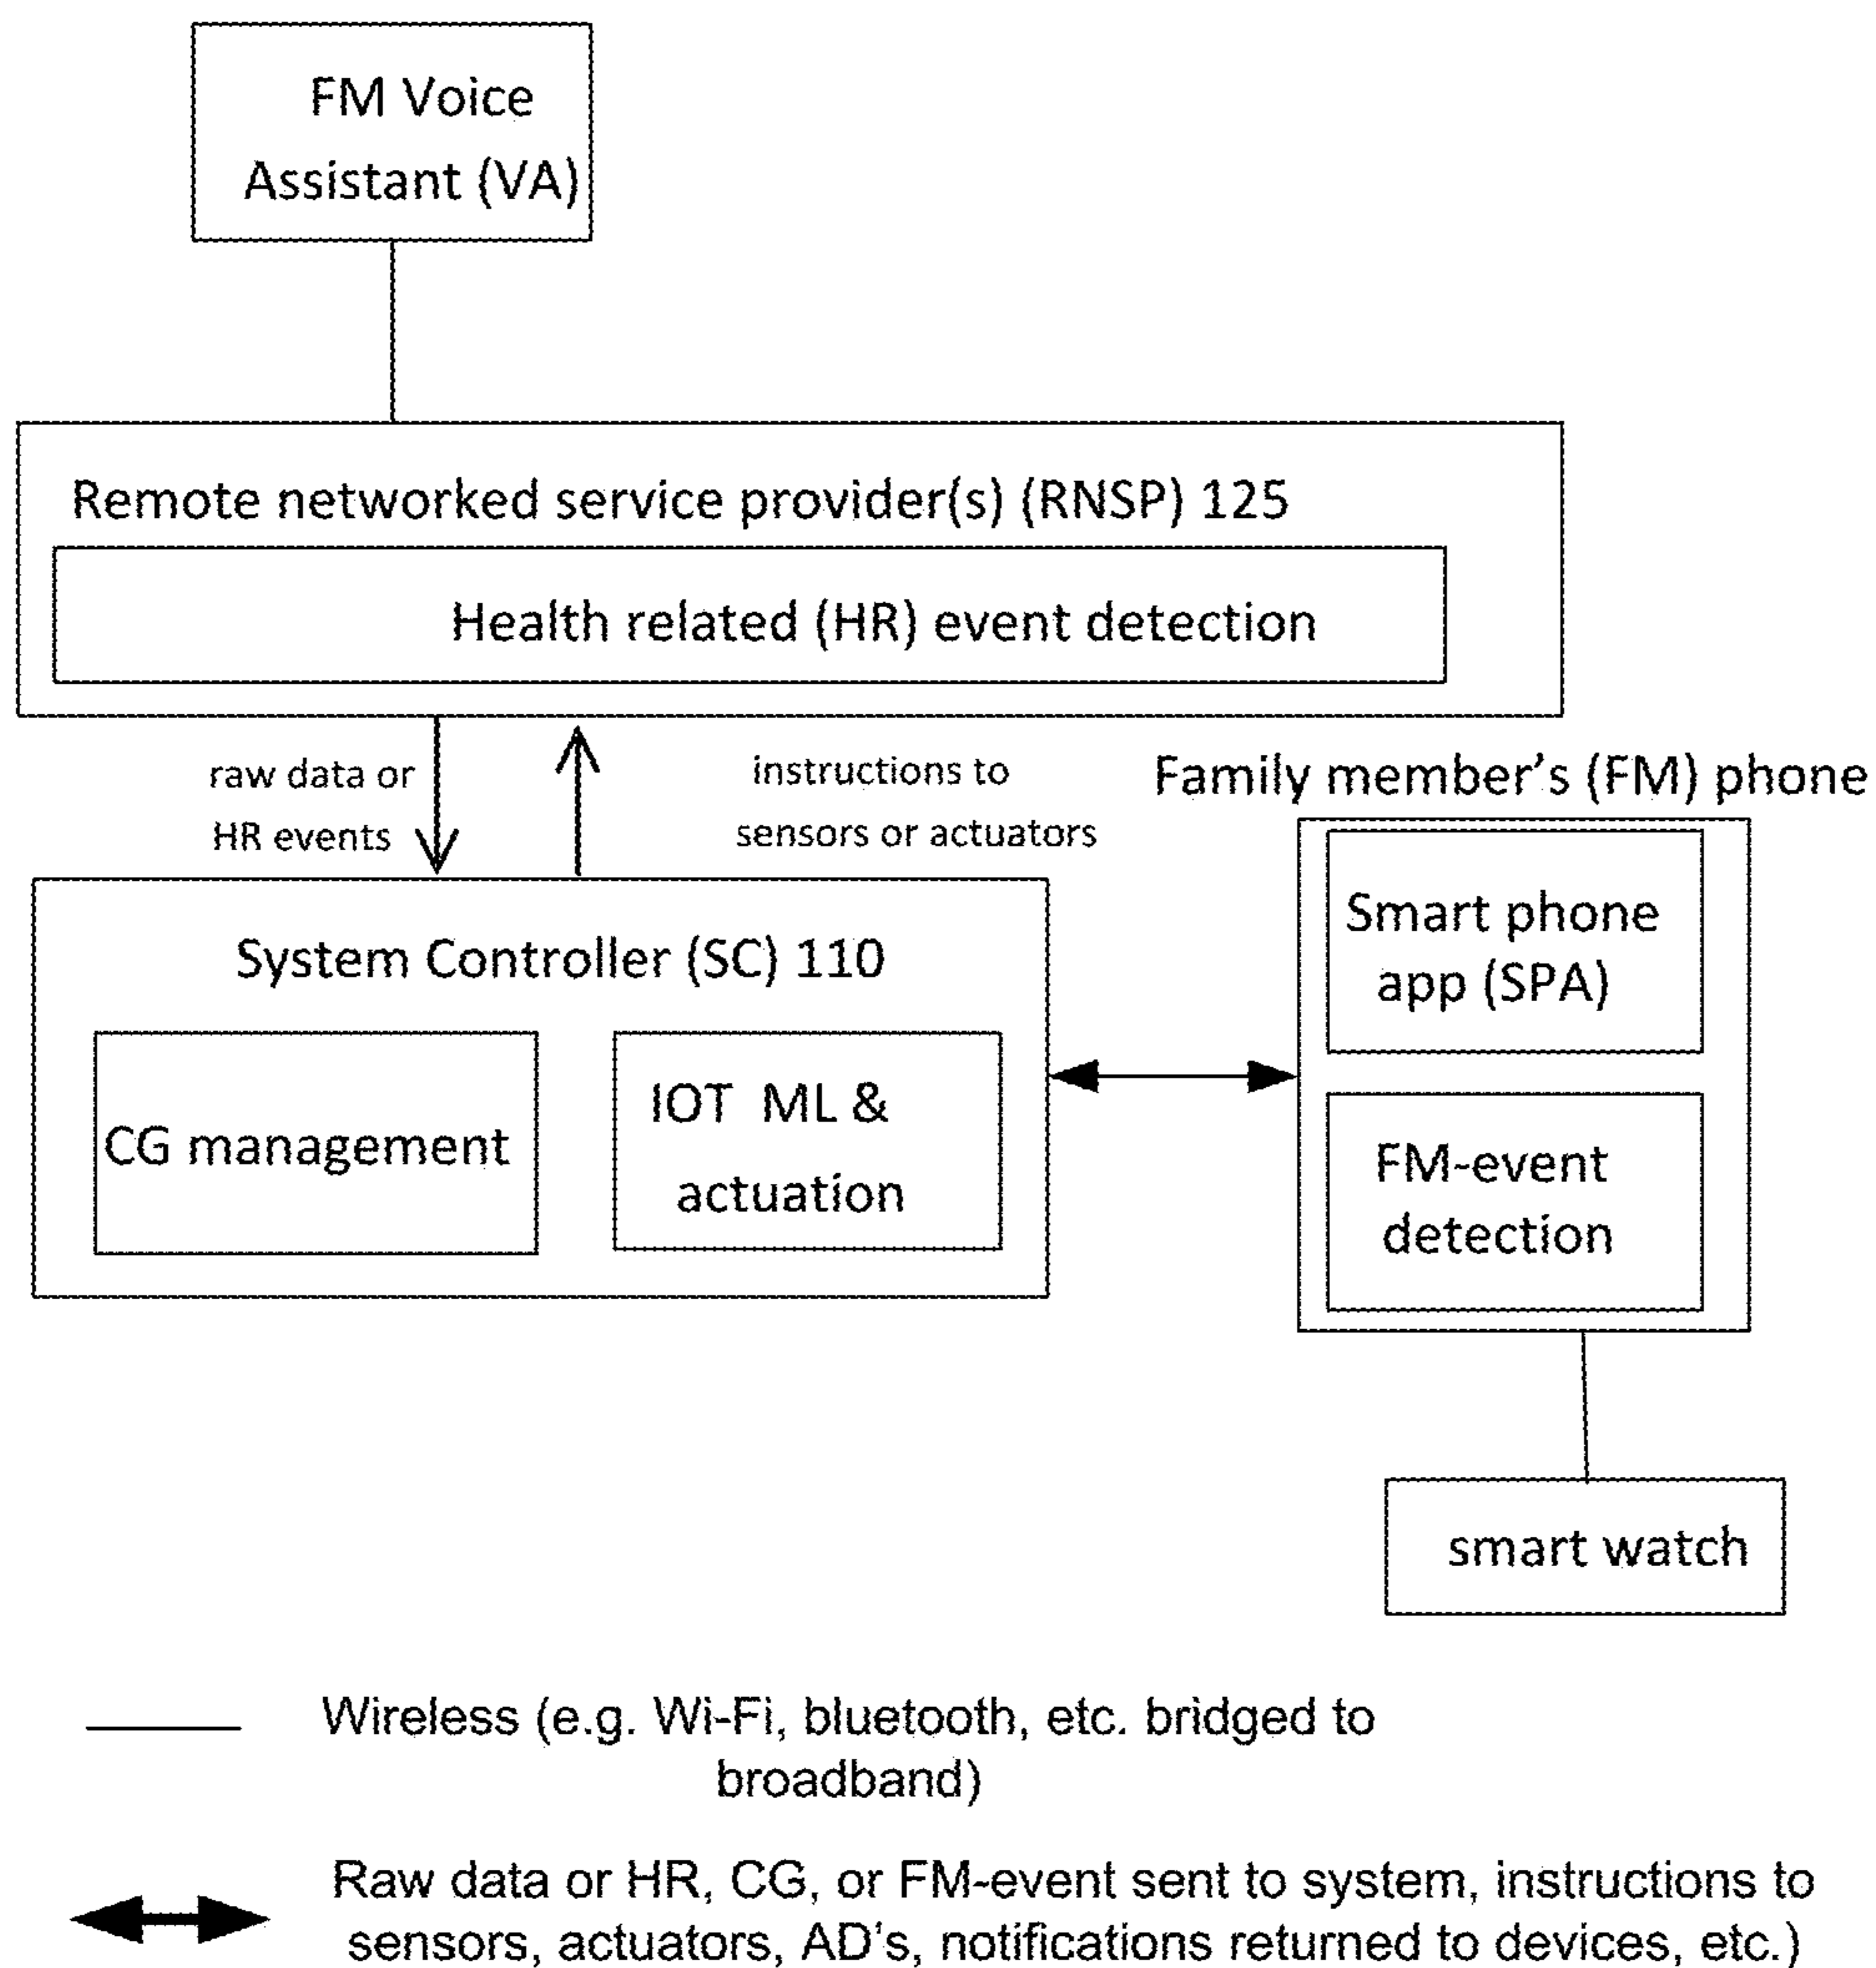 FM Voice
Assistant (VA)
Remote networked service provider(s) (RNSP) 125
Health related (HR) event detection
raw data or
HR events
instructions to
sensors or actuators
Family member's (FM) phone
System Controller (SC) 110
CG management
IOT ML &
actuation
Smart phone
app (SPA)
FM-event
detection
smart watch
Wireless (e.g. Wi-Fi, bluetooth, etc. bridged to
broadband)
Raw data or HR, CG, or FM-event sent to system, instructions to
sensors, actuators, AD's, notifications returned to devices, etc.)